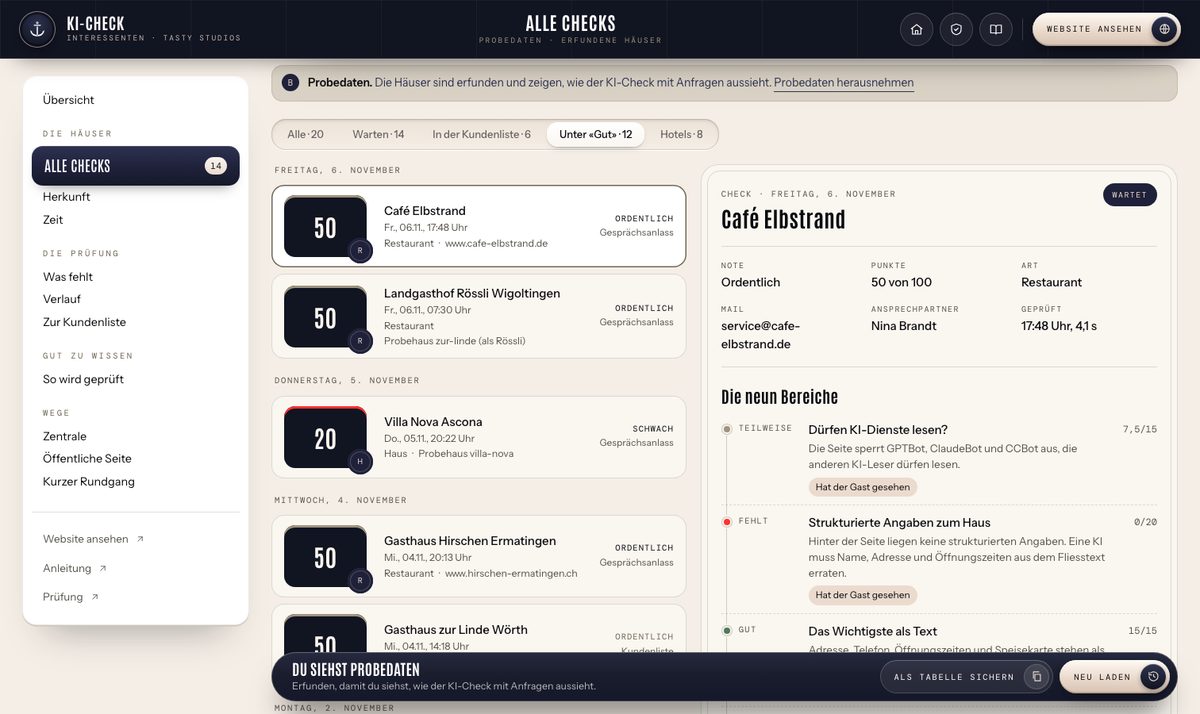 KI-CHECK
INTERESSENTEN · TASTY STUDIOS
ALLE CHECKS
PROBEDATEN · ERFUNDENE HÄUSER
WEBSITE ANSEHEN
Übersicht
DIE HÄUSER
ALLE CHECKS 14
Herkunft
Zeit
DIE PRÜFUNG
Was fehlt
Verlauf
Zur Kundenliste
GUT ZU WISSEN
So wird geprüft
WEGE
Zentrale
Öffentliche Seite
Kurzer Rundgang
Website ansehen ↗
Anleitung ↗
Prüfung ↗
B Probedaten. Die Häuser sind erfunden und zeigen, wie der KI-Check mit Anfragen aussieht. Probedaten herausnehmen
Alle · 20 Warten · 14 In der Kundenliste · 6 Unter «Gut» · 12 Hotels · 8
FREITAG, 6. NOVEMBER
50 R
Café Elbstrand
Fr., 06.11., 17:48 Uhr
Restaurant · www.cafe-elbstrand.de
ORDENTLICH
Gesprächsanlass
50 R
Landgasthof Rössli Wigoltingen
Fr., 06.11., 07:30 Uhr
Restaurant
Probehaus zur-linde (als Rössli)
ORDENTLICH
Gesprächsanlass
DONNERSTAG, 5. NOVEMBER
20 H
Villa Nova Ascona
Do., 05.11., 20:22 Uhr
Haus · Probehaus villa-nova
SCHWACH
Gesprächsanlass
MITTWOCH, 4. NOVEMBER
50 R
Gasthaus Hirschen Ermatingen
Mi., 04.11., 20:13 Uhr
Restaurant · www.hirschen-ermatingen.ch
ORDENTLICH
Gesprächsanlass
50
Gasthaus zur Linde Wörth
Mi., 04.11., 14:18 Uhr
ORDENTLICH
Kundenliste
MONTAG, 2. NOVEMBER
CHECK · FREITAG, 6. NOVEMBER
Café Elbstrand
WARTET
NOTE
Ordentlich
PUNKTE
50 von 100
ART
Restaurant
MAIL
service@cafe-
elbstrand.de
ANSPRECHPARTNER
Nina Brandt
GEPRÜFT
17:48 Uhr, 4,1 s
Die neun Bereiche
TEILWEISE Dürfen KI-Dienste lesen? 7,5/15
Die Seite sperrt GPTBot, ClaudeBot und CCBot aus, die
anderen KI-Leser dürfen lesen.
Hat der Gast gesehen
FEHLT Strukturierte Angaben zum Haus 0/20
Hinter der Seite liegen keine strukturierten Angaben. Eine KI
muss Name, Adresse und Öffnungszeiten aus dem Fliesstext
erraten.
Hat der Gast gesehen
GUT Das Wichtigste als Text 15/15
Adresse, Telefon, Öffnungszeiten und Speisekarte stehen als
DU SIEHST PROBEDATEN
Erfunden, damit du siehst, wie der KI-Check mit Anfragen aussieht.
ALS TABELLE SICHERN
NEU LADEN